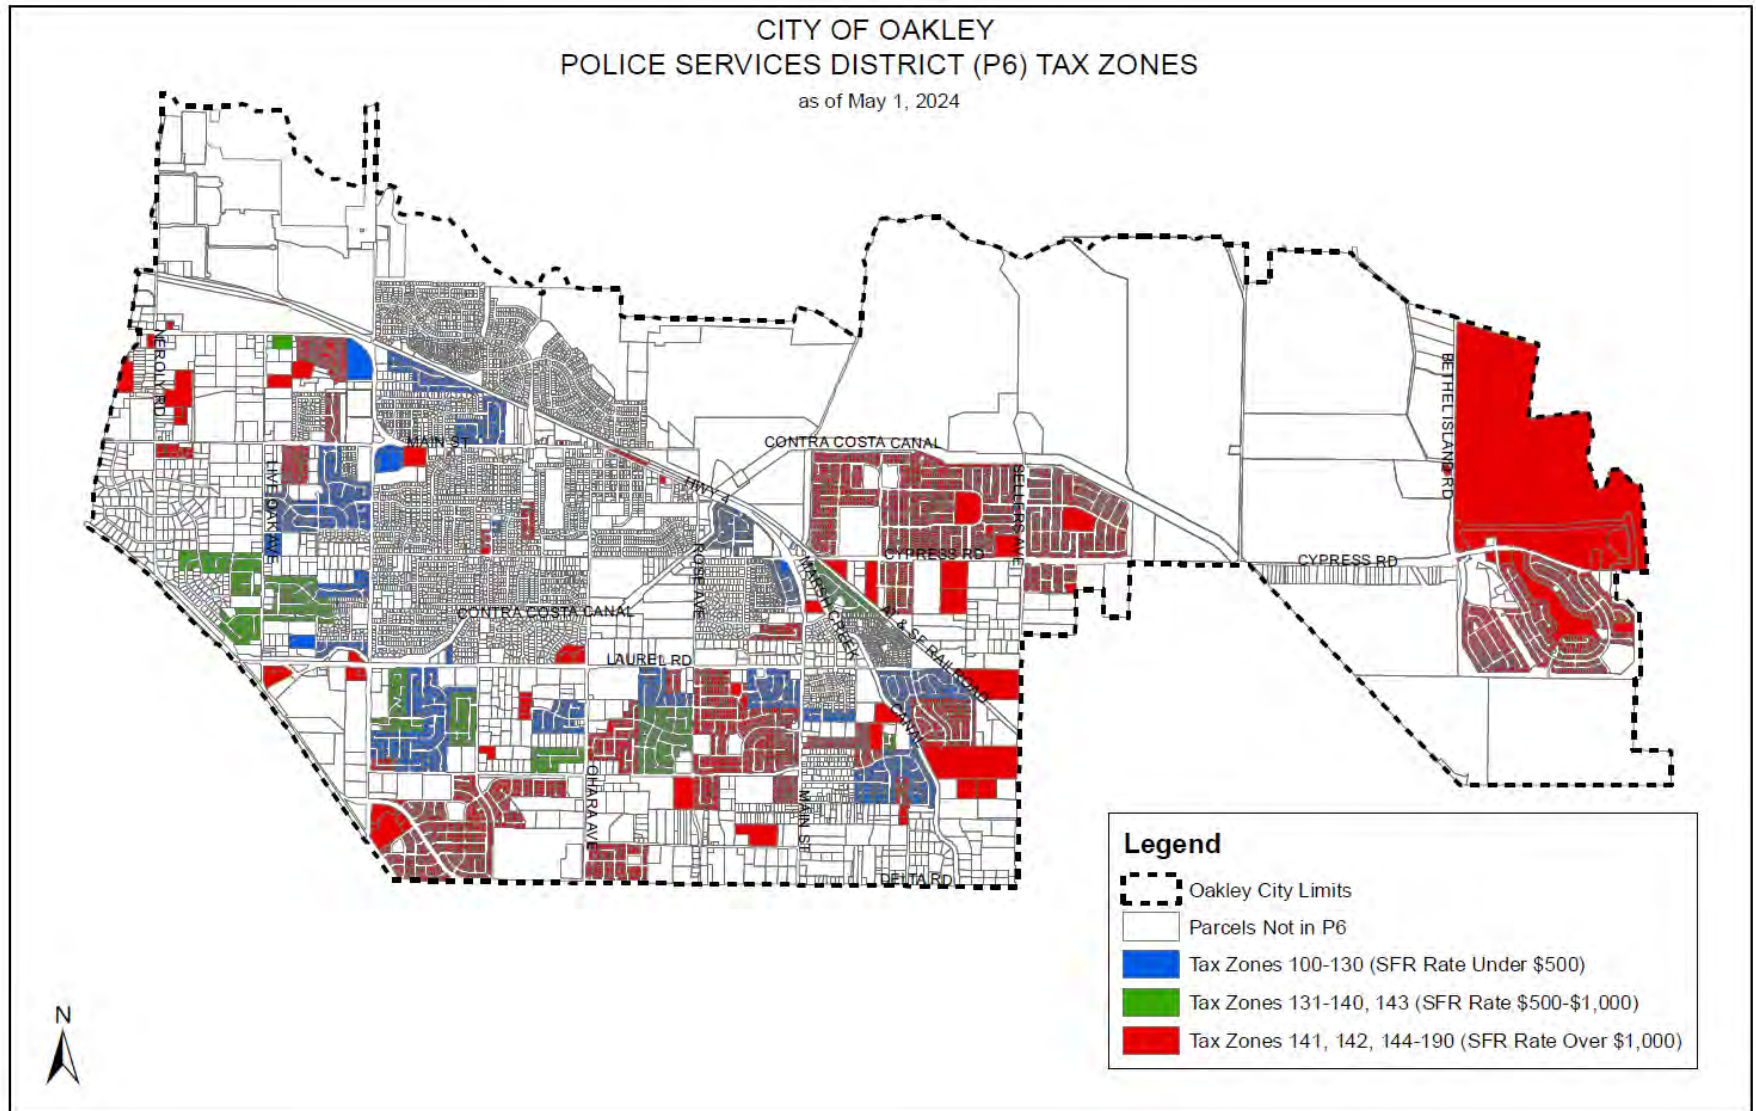 CITY OF OAKLEY
POLICE SERVICES DISTRICT (P6) TAX ZONES
as of May 1, 2024
NEROLY RD
BETHEL ISLAND RD
MAIN ST
CONTRA COSTA CANAL
LIVE OAK AVE
HWY 4
SELLERS AVE
CYPRESS RD
CYPRESS RD
ROSE AVE
MARSH CREEK
CONTRA COSTA CANAL
AT & SF RAILROAD
LAUREL RD
CANAL
OHARA AVE
MAIN ST
DELTA RD
Legend
Oakley City Limits
Parcels Not in P6
Tax Zones 100-130 (SFR Rate Under $500)
Tax Zones 131-140, 143 (SFR Rate $500-$1,000)
Tax Zones 141, 142, 144-190 (SFR Rate Over $1,000)
N